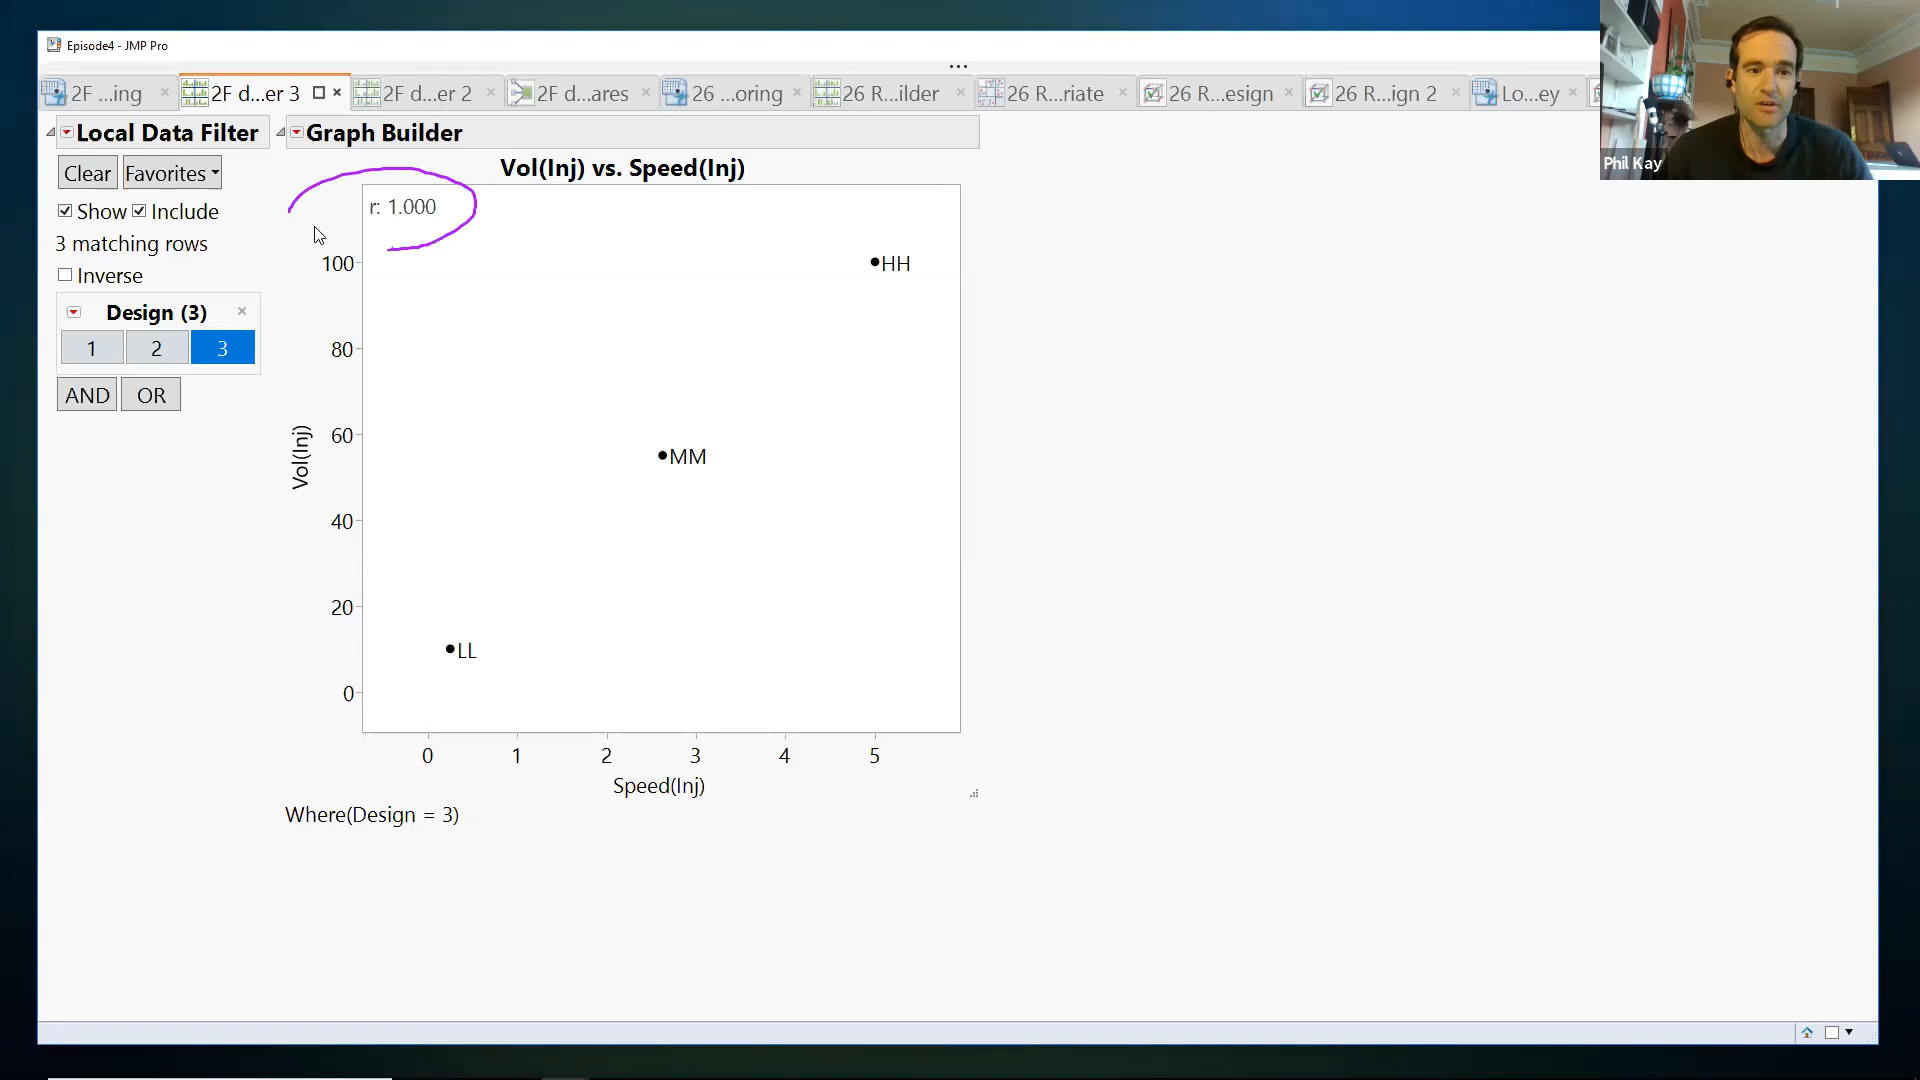 Episode4 - JMP Pro
...
2F ...ing
2F d...er 3
2F d...er 2
2F d...ares
26 ...oring
26 R...ilder
26 R...riate
26 R...esign
26 R...ign 2
Lo...ey
Phil Kay
Local Data Filter
Clear
Favorites
Show
Include
3 matching rows
Inverse
Design (3)
1
2
3
AND
OR
Graph Builder
Vol(Inj) vs. Speed(Inj)
r: 1.000
100
80
60
40
20
0
Vol(Inj)
HH
MM
LL
0
1
2
3
4
5
Speed(Inj)
Where(Design = 3)